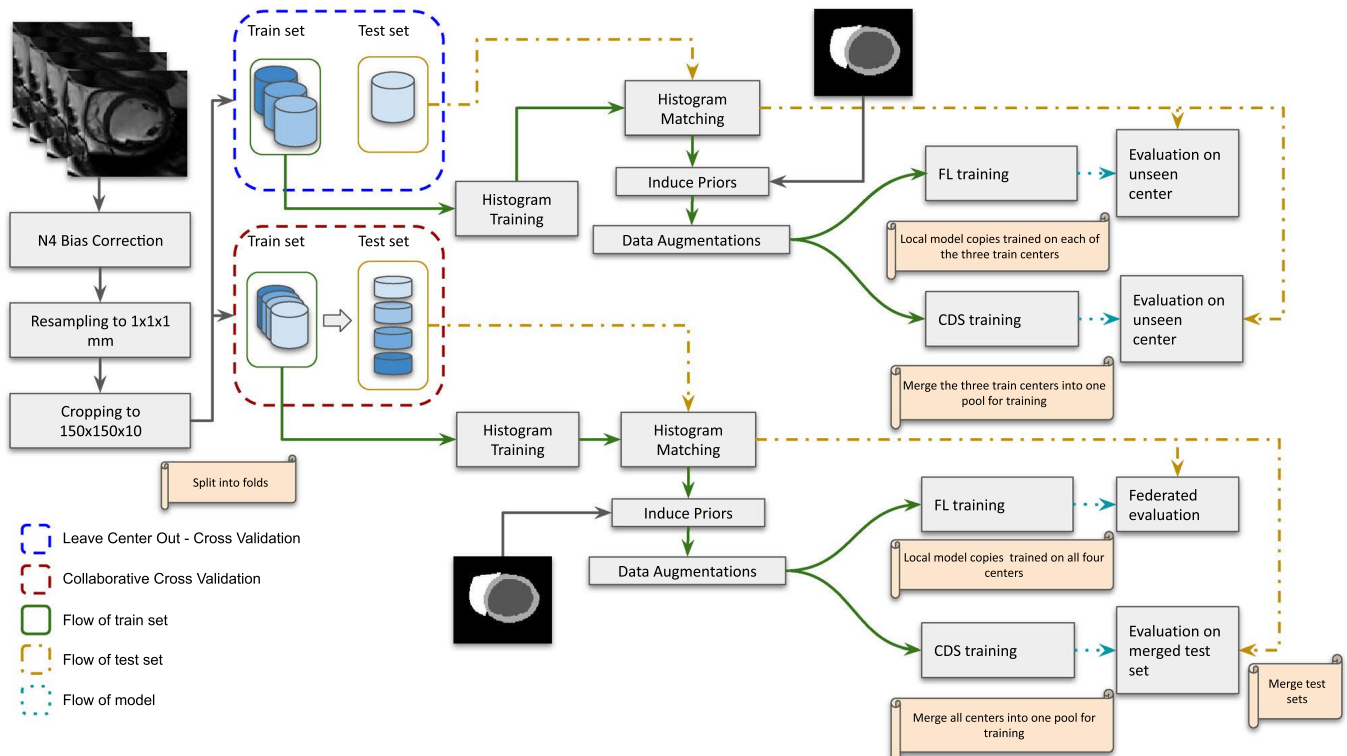 Train set
Test set
N4 Bias Correction
Resampling to 1x1x1
mm
Cropping to
150x150x10
Split into folds
Histogram
Training
Histogram
Matching
Induce Priors
Data Augmentations
FL training
Evaluation on
unseen
center
Local model copies trained on each of
the three train centers
CDS training
Evaluation on
unseen
center
Merge the three train centers into one
pool for training
Train set
Test set
Histogram
Training
Histogram
Matching
Induce Priors
Data Augmentations
FL training
Federated
evaluation
Local model copies  trained on all four
centers
CDS training
Evaluation on
merged test
set
Merge test
sets
Merge all centers into one pool for
training
Leave Center Out - Cross Validation
Collaborative Cross Validation
Flow of train set
Flow of test set
Flow of model